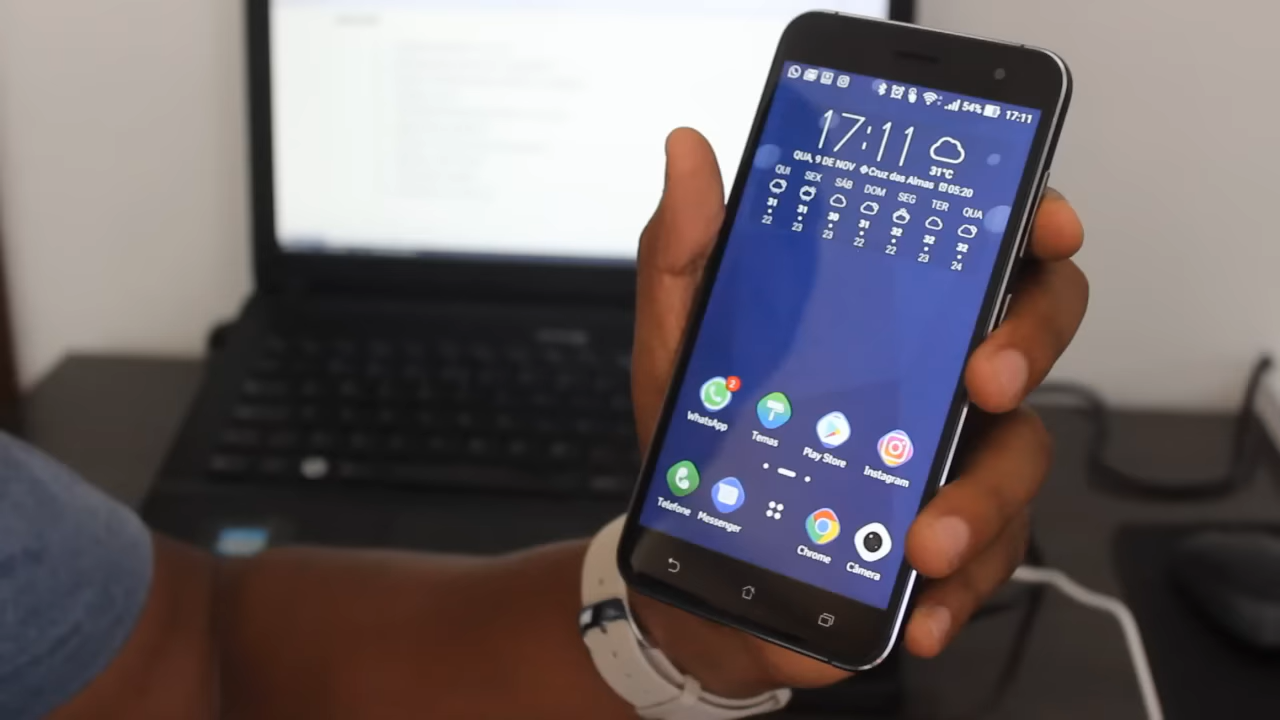 54% 17:11
17:11
31°C
QUA, 9 DE NOV Cruz das Almas 05:20
QUI SEX SÁB DOM SEG TER QUA
31 31 30 31 32 32 32
22 23 23 22 22 23 24
2
WhatsApp Temas Play Store Instagram
Telefone Messenger Chrome Câmera